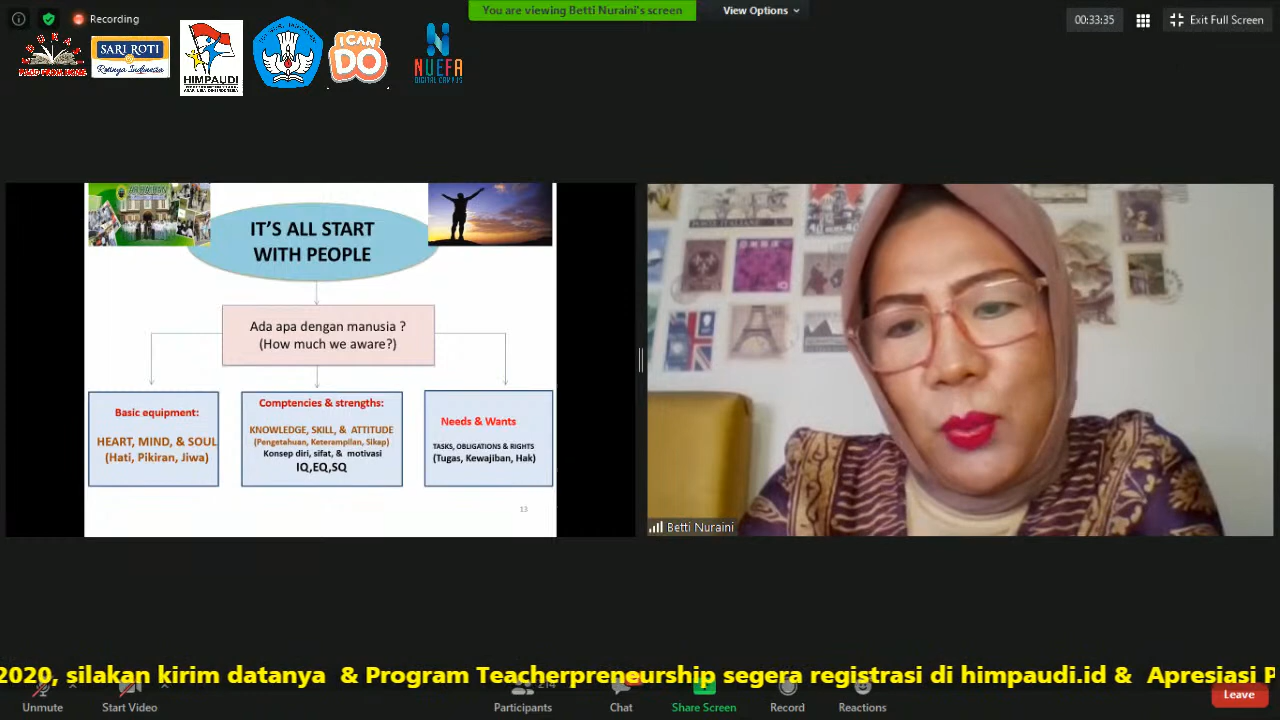 Recording
You are viewing Betti Nuraini's screen
View Options
00:33:35
Exit Full Screen
SARI ROTI
Rotinya Indonesia
HIMPAUDI
I CAN
DO
NUEFA
DIGITAL CAMPUS
IT'S ALL START
WITH PEOPLE
Ada apa dengan manusia ?
(How much we aware?)
Basic equipment:
HEART, MIND, & SOUL
(Hati, Pikiran, Jiwa)
Comptencies & strengths:
KNOWLEDGE, SKILL, & ATTITUDE
(Pengetahuan, Keterampilan, Sikap)
Konsep diri, sifat, & motivasi
IQ,EQ,SQ
Needs & Wants
TASKS, OBLIGATIONS & RIGHTS
(Tugas, Kewajiban, Hak)
13
Betti Nuraini
2020, silakan kirim datanya & Program Teacherpreneurship segera registrasi di himpaudi.id & Apresiasi P
Unmute
Start Video
Participants
Chat
Share Screen
Record
Reactions
Leave